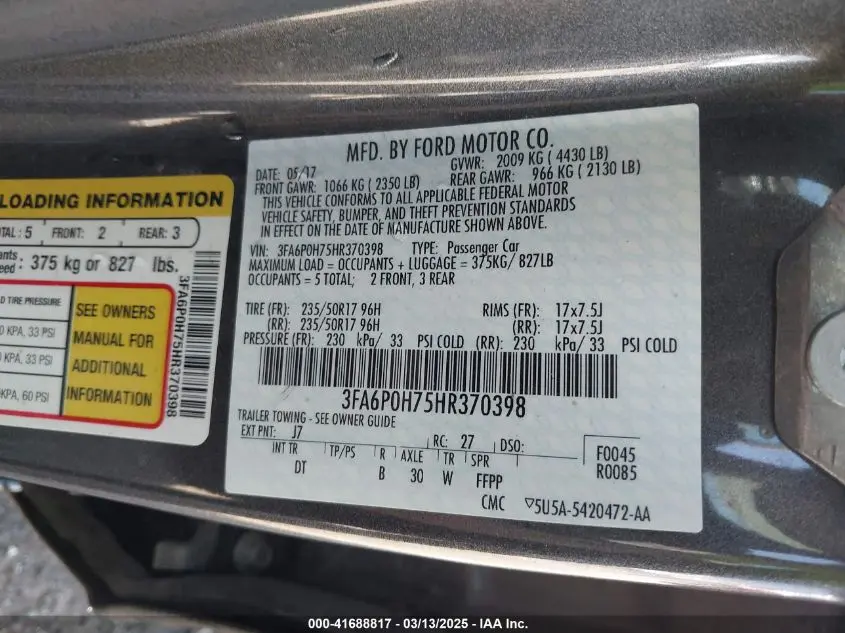 LOADING INFORMATION
TAL: 5 FRONT: 2 REAR: 3
375 kg or 827 lbs.
D TIRE PRESSURE
0 KPA, 33 PSI
KPA, 33 PSI
KPA, 60 PSI
SEE OWNERS
MANUAL FOR
ADDITIONAL
INFORMATION
3FA6P0H75HR370398
MFD. BY FORD MOTOR CO.
DATE: 05/17 GVWR: 2009 KG ( 4430 LB)
FRONT GAWR: 1066 KG ( 2350 LB) REAR GAWR: 966 KG ( 2130 LB)
THIS VEHICLE CONFORMS TO ALL APPLICABLE FEDERAL MOTOR
VEHICLE SAFETY, BUMPER, AND THEFT PREVENTION STANDARDS
IN EFFECT ON THE DATE OF MANUFACTURE SHOWN ABOVE.
VIN: 3FA6P0H75HR370398 TYPE: Passenger Car
MAXIMUM LOAD = OCCUPANTS + LUGGAGE = 375KG/ 827LB
OCCUPANTS = 5 TOTAL; 2 FRONT, 3 REAR
TIRE (FR): 235/50R17 96H RIMS (FR): 17x7.5J
(RR): 235/50R17 96H (RR): 17x7.5J
PRESSURE (FR): 230 kPa/ 33 PSI COLD (RR): 230 kPa/ 33 PSI COLD
3FA6P0H75HR370398
TRAILER TOWING - SEE OWNER GUIDE
EXT PNT: J7 RC: 27 DSO: F0045
INT TR TP/PS R AXLE TR SPR R0085
DT B 30 W FFPP
CMC ▽5U5A-5420472-AA
000-41688817 - 03/13/2025 - IAA Inc.